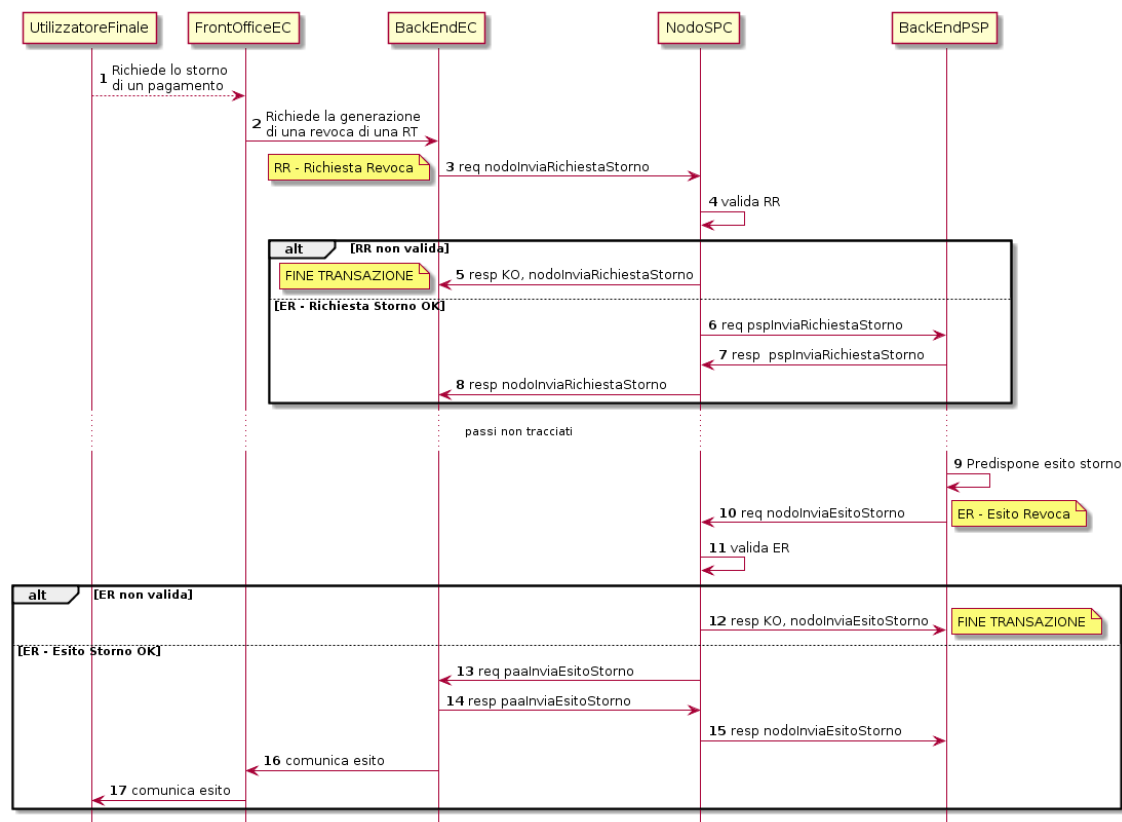 UtilizzatoreFinale
FrontOfficeEC
BackEndEC
NodoSPC
BackEndPSP
1 Richiede lo storno
di un pagamento
2 Richiede la generazione
di una revoca di una RT
RR - Richiesta Revoca
3 req nodoInviaRichiestaStorno
4 valida RR
alt [RR non valida]
FINE TRANSAZIONE
5 resp KO, nodoInviaRichiestaStorno
[ER - Richiesta Storno OK]
6 req pspInviaRichiestaStorno
7 resp  pspInviaRichiestaStorno
8 resp nodoInviaRichiestaStorno
passi non tracciati
9 Predispone esito storno
10 req nodoInviaEsitoStorno
ER - Esito Revoca
11 valida ER
alt [ER non valida]
12 resp KO, nodoInviaEsitoStorno
FINE TRANSAZIONE
[ER - Esito Storno OK]
13 req paaInviaEsitoStorno
14 resp paaInviaEsitoStorno
15 resp nodoInviaEsitoStorno
16 comunica esito
17 comunica esito